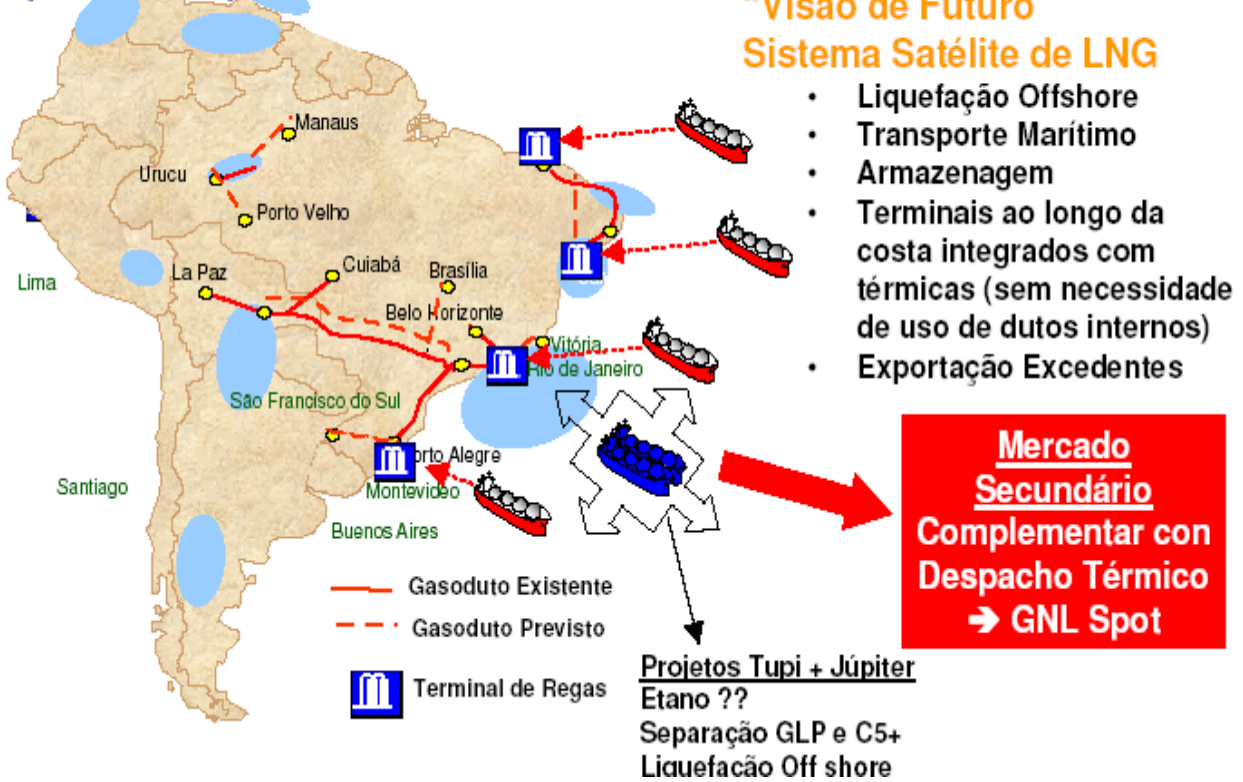 "Visão de Futuro
Sistema Satélite de LNG
• Liquefação Offshore
• Transporte Marítimo
• Armazenagem
• Terminais ao longo da
costa integrados com
térmicas (sem necessidade
de uso de dutos internos)
• Exportação Excedentes
Manaus
Urucu
Porto Velho
Lima
La Paz
Cuiabá
Brasília
Belo Horizonte
Vitória
Rio de Janeiro
São Francisco do Sul
orto Alegre
Santiago
Montevideo
Buenos Aires
Gasoduto Existente
Gasoduto Previsto
Terminal de Regas
Mercado
Secundário
Complementar con
Despacho Térmico
➔ GNL Spot
Projetos Tupi + Júpiter
Etano ??
Separação GLP e C5+
Liquefação Off shore